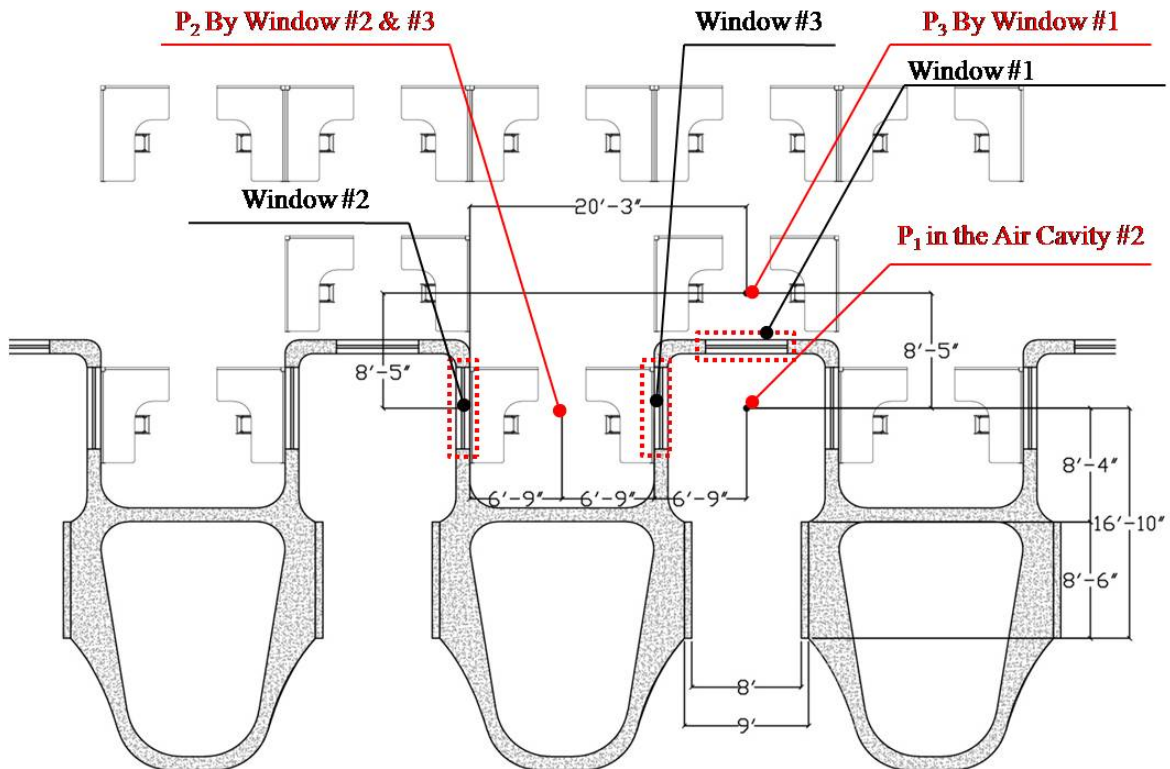 P₂ By Window #2 & #3
Window #3
P₃ By Window #1
Window #1
Window #2
20'-3"
P₁ in the Air Cavity #2
8'-5"
8'-5"
8'-4"
6'-9"
6'-9"
6'-9"
16'-10"
8'-6"
8'
9'